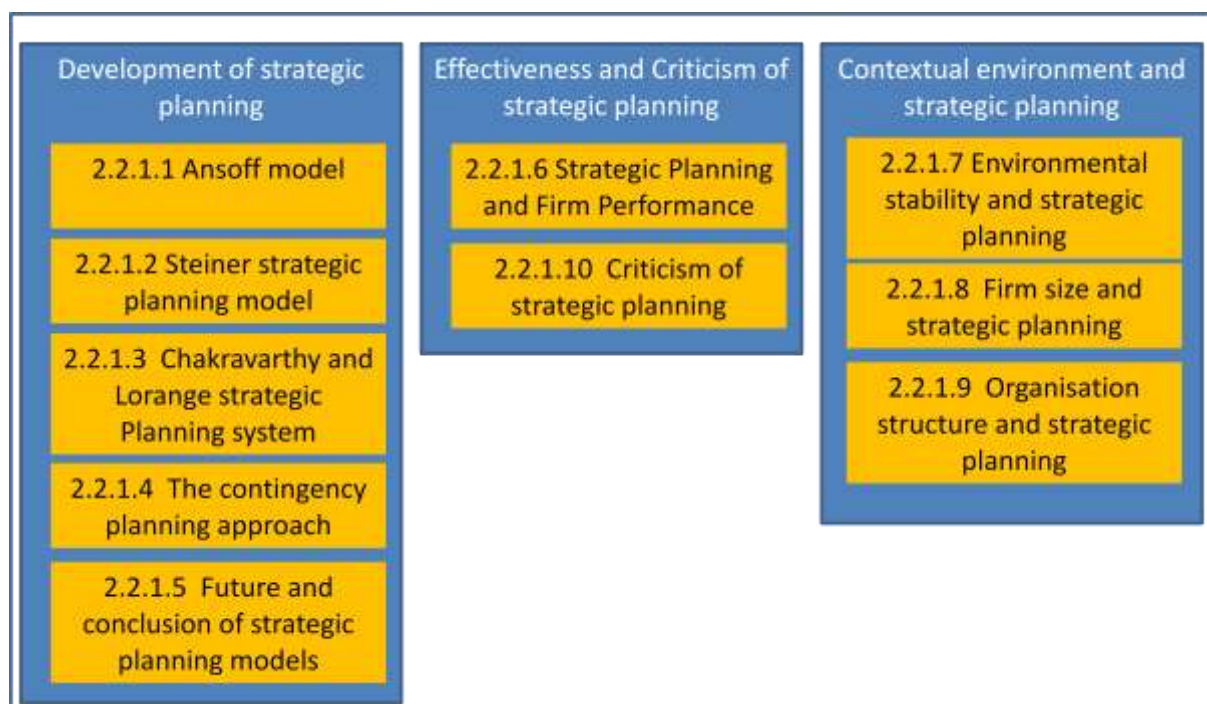 Development of strategic
planning
2.2.1.1 Ansoff model
2.2.1.2 Steiner strategic
planning model
2.2.1.3 Chakravarthy and
Lorange strategic
Planning system
2.2.1.4 The contingency
planning approach
2.2.1.5 Future and
conclusion of strategic
planning models
Effectiveness and Criticism of
strategic planning
2.2.1.6 Strategic Planning
and Firm Performance
2.2.1.10 Criticism of
strategic planning
Contextual environment and
strategic planning
2.2.1.7 Environmental
stability and strategic
planning
2.2.1.8 Firm size and
strategic planning
2.2.1.9 Organisation
structure and strategic
planning